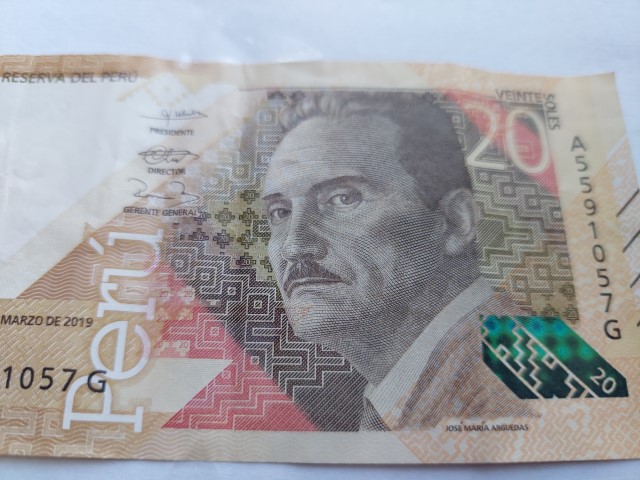 RESERVA DEL PERÚ
PRESIDENTE
DIRECTOR
GERENTE GENERAL
MARZO DE 2019
1057G
Perú
20
VEINTE
SOLES
A5591057G
JOSÉ MARÍA ARGUEDAS
20